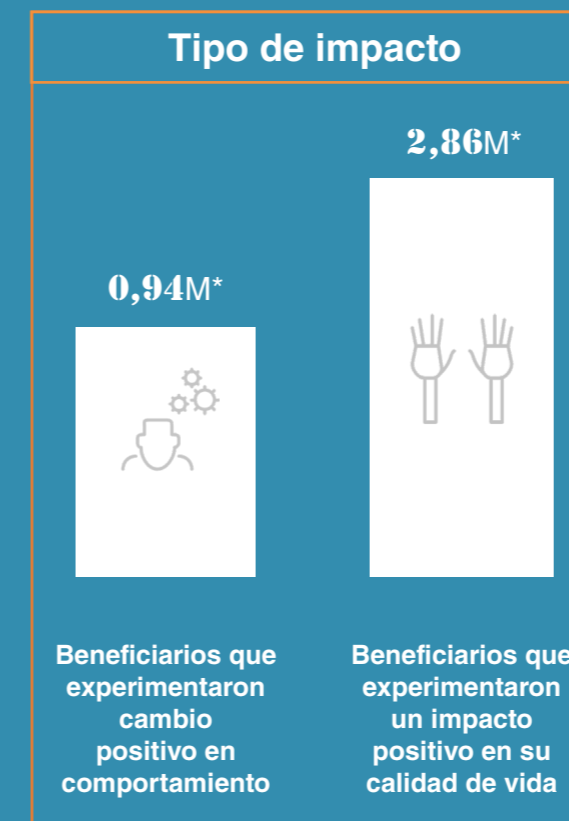 Tipo de impacto
2,86M*
0,94M*
Beneficiarios que
experimentaron
cambio
positivo en
comportamiento
Beneficiarios que
experimentaron
un impacto
positivo en su
calidad de vida